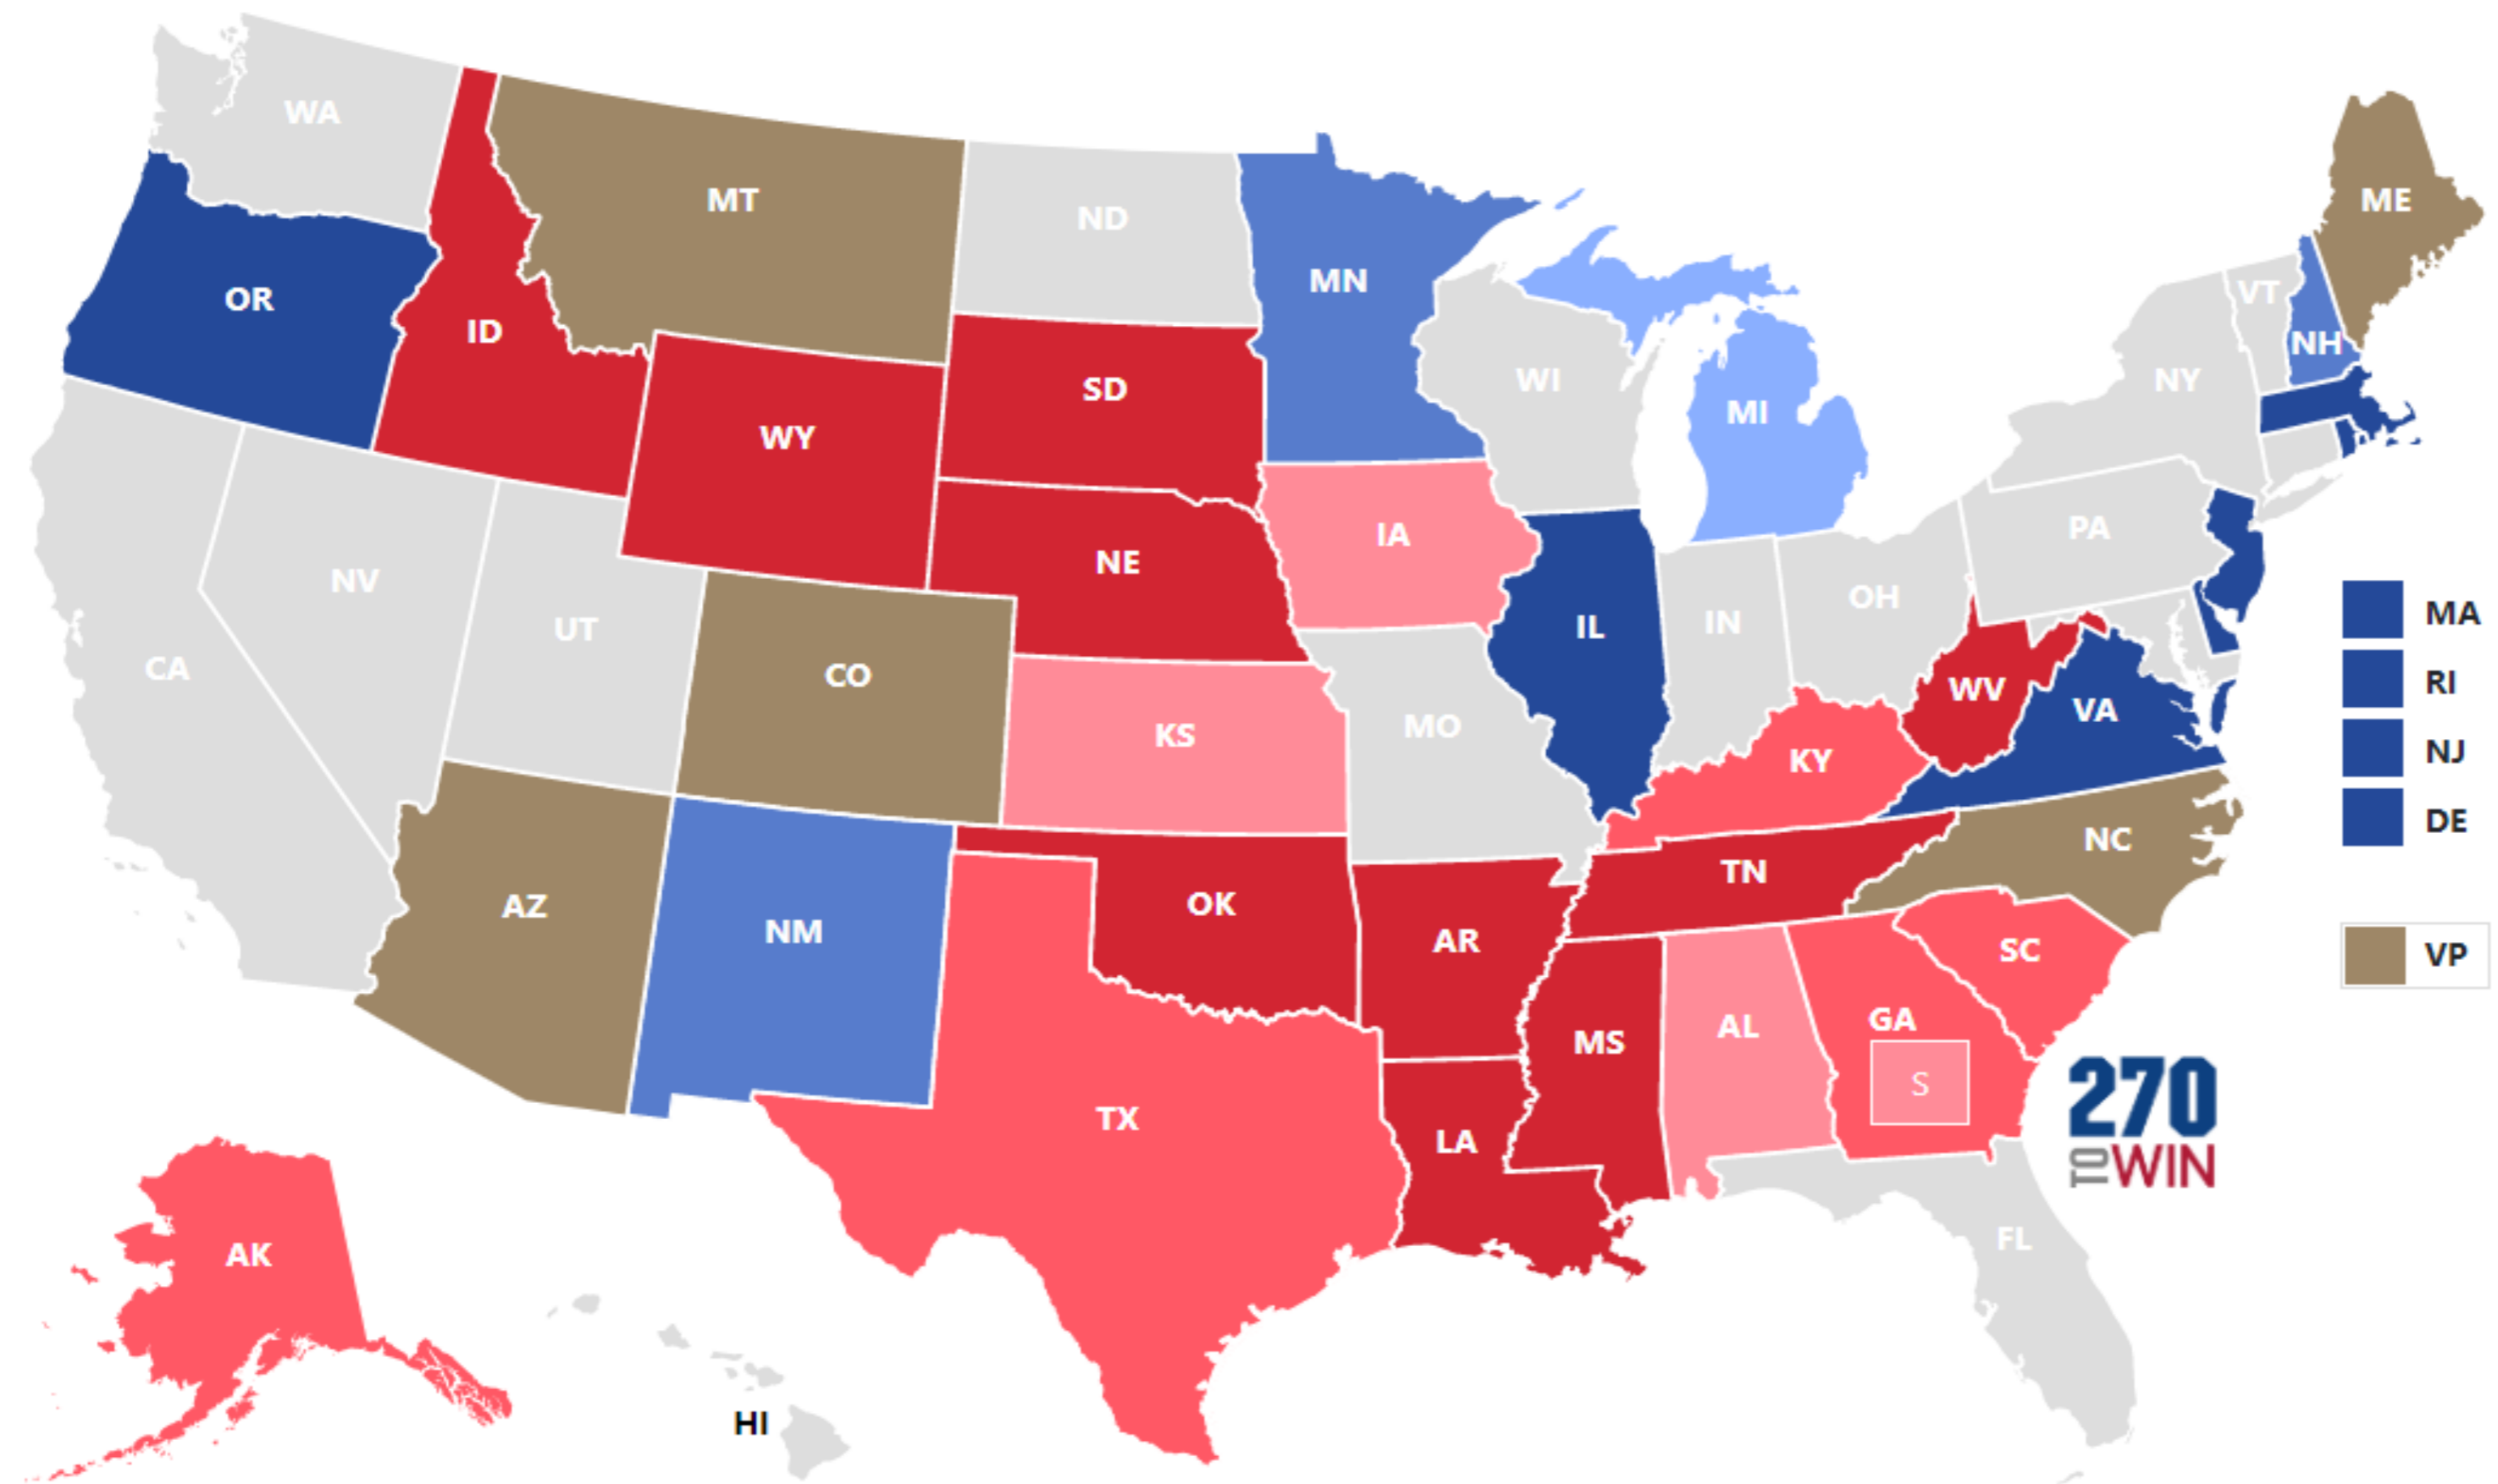 WA
MT
ND
MN
ME
OR
ID
SD
WY
WI
MI
VT
NH
NY
IA
NE
PA
NV
UT
CO
IL
IN
OH
MA
CA
KS
MO
WV
VA
RI
KY
NJ
NC
DE
TN
AZ
NM
OK
AR
SC
VP
MS
AL
GA
S
TX
LA
270
TO WIN
FL
AK
HI